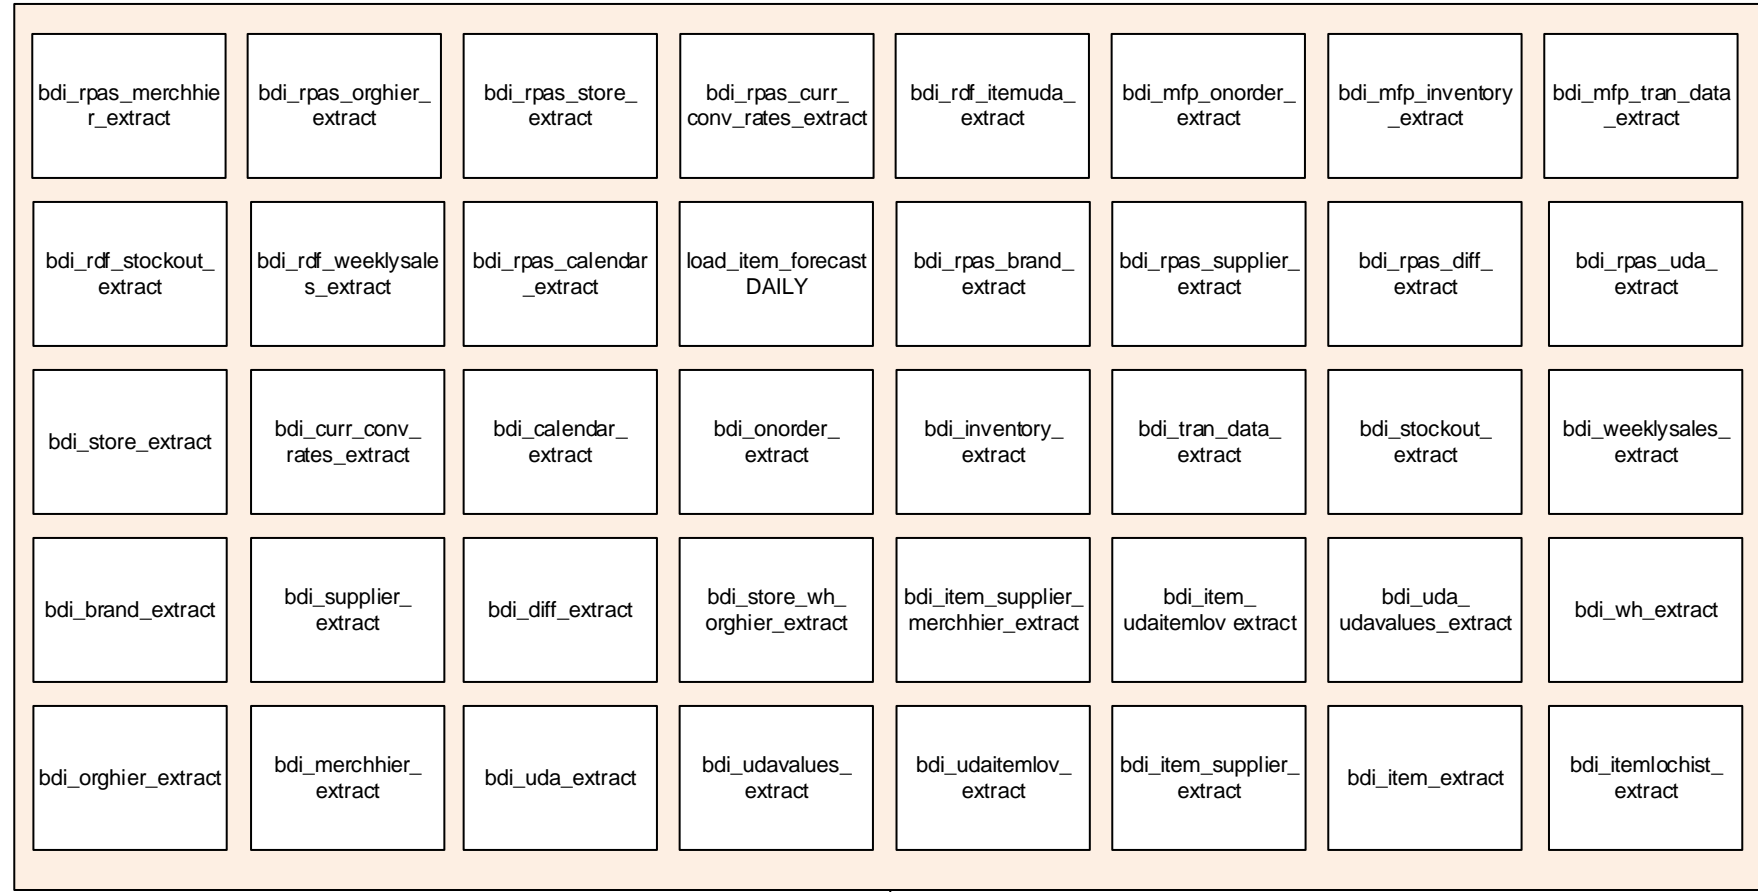 bdi_rpas_merchhie
r_extract
bdi_rpas_orghier_
extract
bdi_rpas_store_
extract
bdi_rpas_curr_
conv_rates_extract
bdi_rdf_itemuda_
extract
bdi_mfp_onorder_
extract
bdi_mfp_inventory
_extract
bdi_mfp_tran_data
_extract
bdi_rdf_stockout_
extract
bdi_rdf_weeklysale
s_extract
bdi_rpas_calendar
_extract
load_item_forecast
DAILY
bdi_rpas_brand_
extract
bdi_rpas_supplier_
extract
bdi_rpas_diff_
extract
bdi_rpas_uda_
extract
bdi_store_extract
bdi_curr_conv_
rates_extract
bdi_calendar_
extract
bdi_onorder_
extract
bdi_inventory_
extract
bdi_tran_data_
extract
bdi_stockout_
extract
bdi_weeklysales_
extract
bdi_brand_extract
bdi_supplier_
extract
bdi_diff_extract
bdi_store_wh_
orghier_extract
bdi_item_supplier_
merchhier_extract
bdi_item_
udaitemlov extract
bdi_uda_
udavalues_extract
bdi_wh_extract
bdi_orghier_extract
bdi_merchhier_
extract
bdi_uda_extract
bdi_udavalues_
extract
bdi_udaitemlov_
extract
bdi_item_supplier_
extract
bdi_item_extract
bdi_itemlochist_
extract